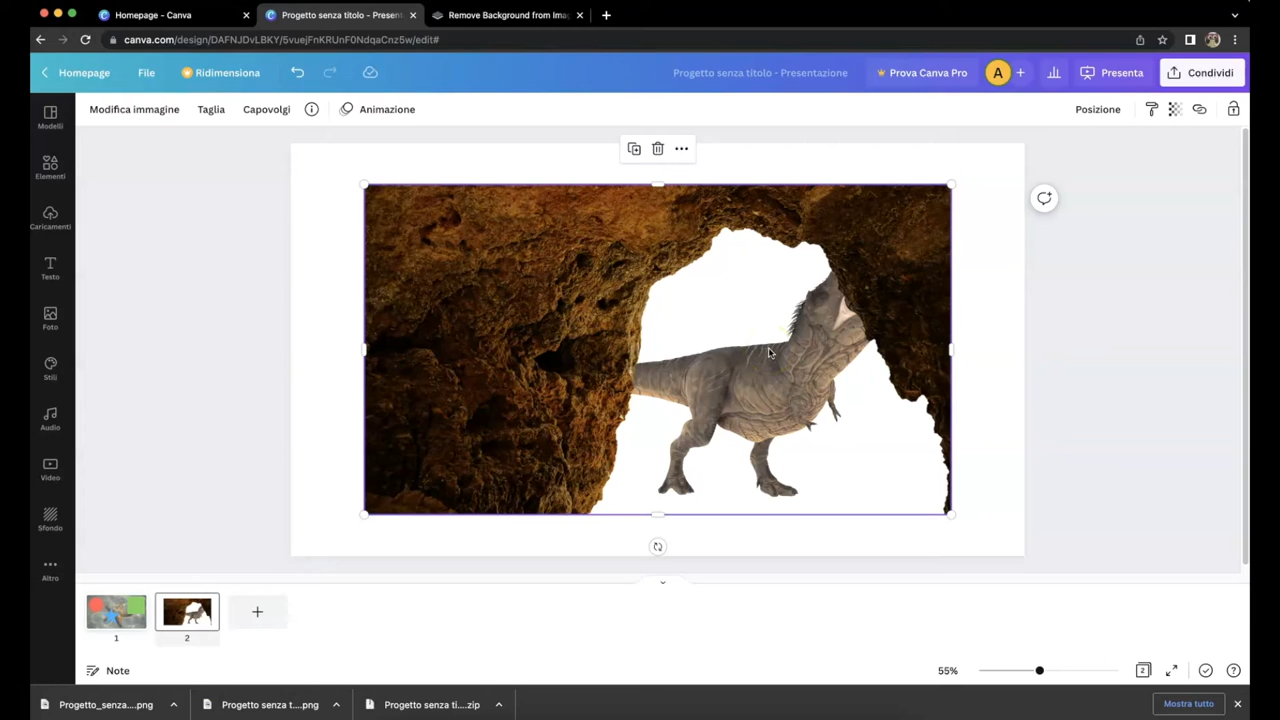 Homepage - Canva
Progetto senza titolo - Present
Remove Background from Ima
canva.com/design/DAFNJDvLBKY/5vuejFnKRUnF0NdqaCnz5w/edit#
Homepage
File
Ridimensiona
Progetto senza titolo - Presentazione
Prova Canva Pro
A
Presenta
Condividi
Modifica immagine
Taglia
Capovolgi
Animazione
Posizione
Modelli
Elementi
Caricamenti
Testo
Foto
Stili
Audio
Video
Sfondo
Altro
1
2
Note
55%
2
Progetto_senza....png
Progetto senza t....png
Progetto senza ti....zip
Mostra tutto